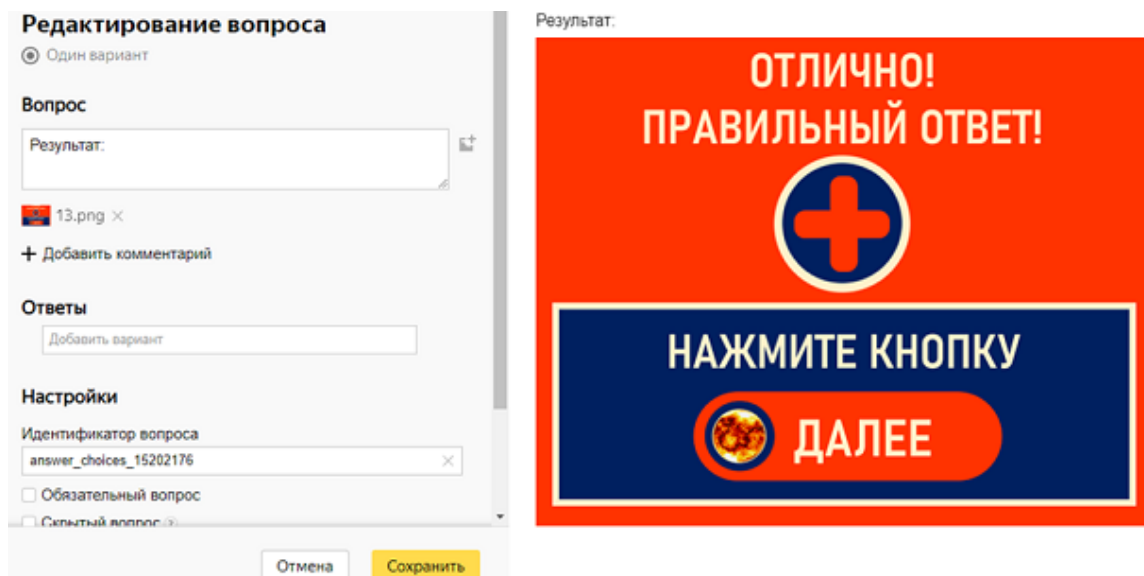 Редактирование вопроса
Один вариант
Вопрос
Результат:
13.png
Добавить комментарий
Ответы
Добавить вариант
Настройки
Идентификатор вопроса
answer_choices_15202176
Обязательный вопрос
Скрытый вопрос
Отмена
Сохранить
Результат:
ОТЛИЧНО!
ПРАВИЛЬНЫЙ ОТВЕТ!
НАЖМИТЕ КНОПКУ
ДАЛЕЕ